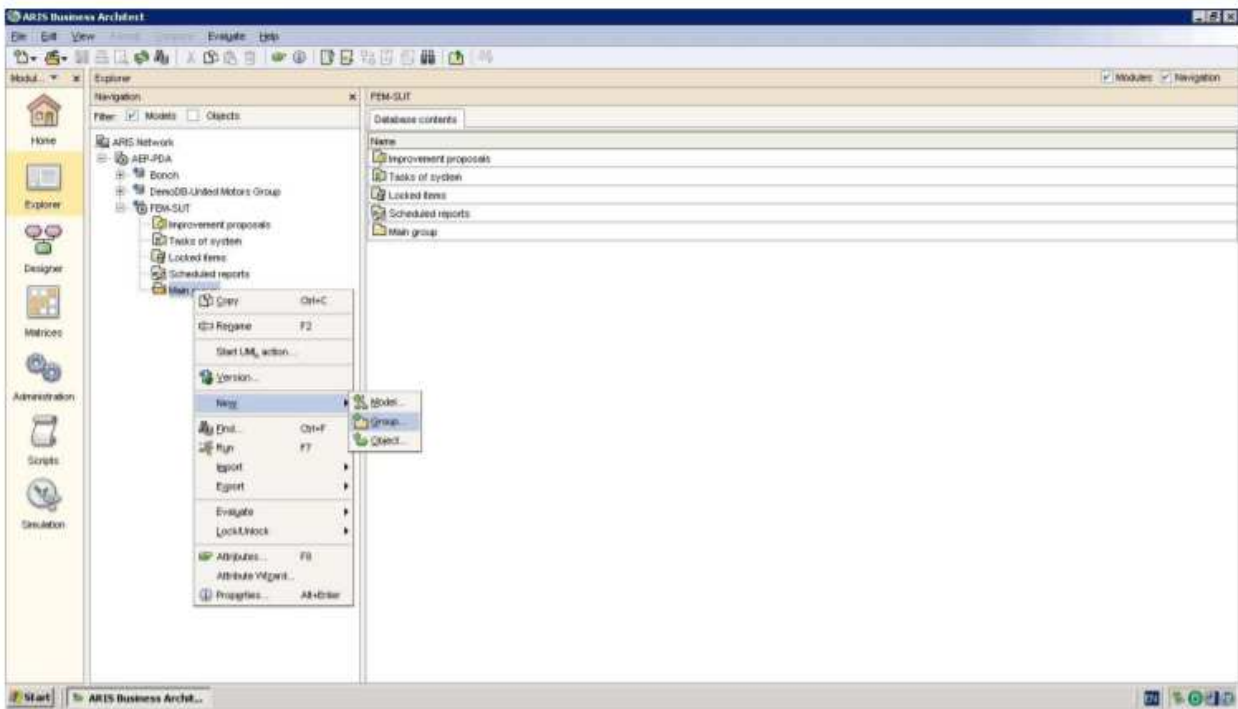 ARIS Business Architect
File Edit View Evaluate Help
Modul... Explorer Modules Navigation
Navigation FEM-SUT
Filter: Models Objects Database contents
Home
Explorer
Designer
Matrices
Administration
Scripts
Simulation
ARIS Network
AEP-PDA
Bonch
DemoDB-United Motors Group
FEM-SUT
Improvement proposals
Tasks of system
Locked items
Scheduled reports
Main
Copy Ctrl+C
Rename F2
Start UML action...
Version...
New
Find... Ctrl+F
Run F7
Import
Export
Evaluate
Lock/Unlock
Attributes... F8
Attribute Wizard...
Properties... Alt+Enter
Model...
Group...
Object...
Name
Improvement proposals
Tasks of system
Locked items
Scheduled reports
Main group
Start ARIS Business Archit... EN